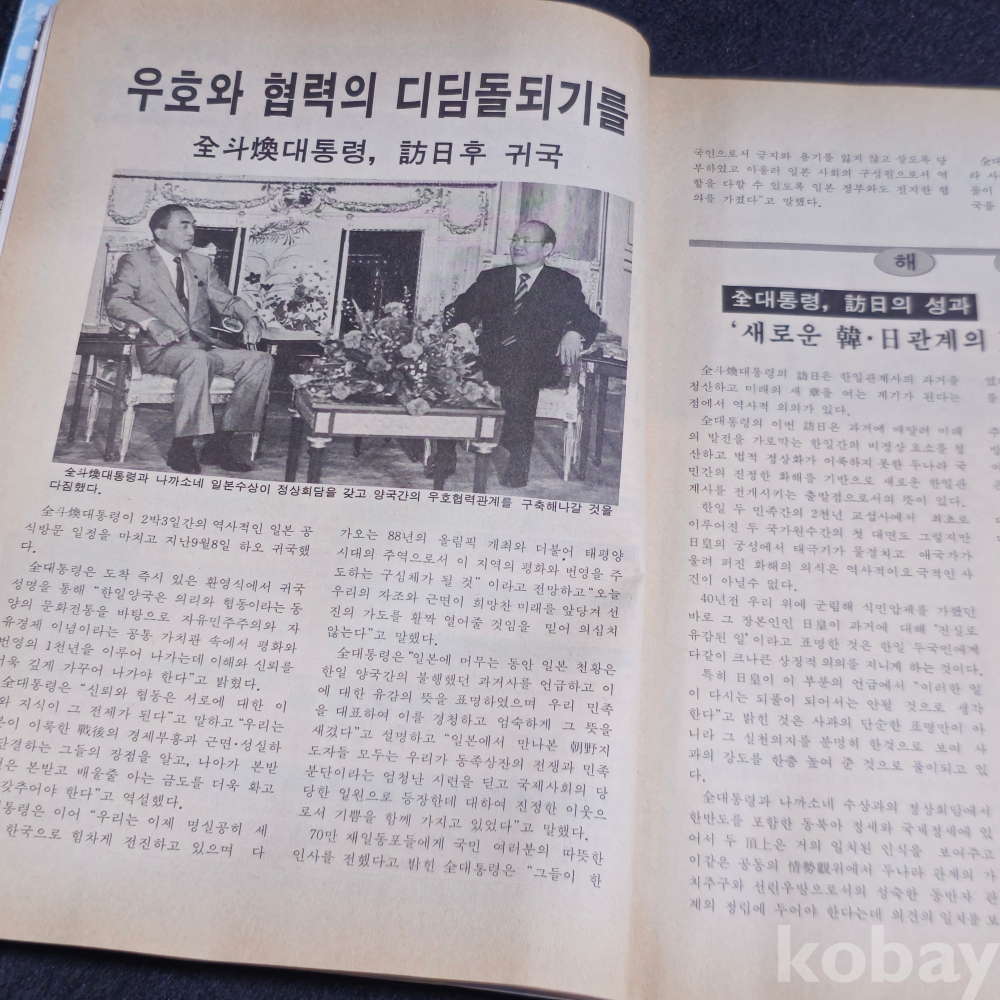 우호와 협력의 디딤돌되기를
全斗煥대통령, 訪日후 귀국
全斗煥대통령과 나까소네 일본수상이 정상회담을 갖고 양국간의 우호협력관계를 구축해나갈 것을
다짐했다.
全斗煥대통령이 2박3일간의 역사적인 일본 공
식방문 일정을 마치고 지난9월8일 하오 귀국했
다.
全대통령은 도착 즉시 있은 환영식에서 귀국
성명을 통해 “한일양국은 의리와 협동이라는 동
양의 문화전통을 바탕으로 자유민주주의와 자
유경제 이념이라는 공통 가치관 속에서 평화와
번영의 1천년을 이루어 나가는데 이해와 신뢰를
더욱 깊게 가꾸어 나가야 한다”고 밝혔다.
全대통령은 “신뢰와 협동은 서로에 대한 이
와 지식이 그 전제가 된다”고 말하고 “우리는
본이 이룩한 戰後의 경제부흥과 근면·성실하
단결하는 그들의 장점을 알고, 나아가 본받
은 본받고 배울줄 아는 금도를 더욱 확고
갖추어야 한다”고 역설했다.
통령은 이어 “우리는 이제 명실공히 세
한국으로 힘차게 전진하고 있으며 다
가오는 88년의 올림픽 개최와 더불어 태평양
시대의 주역으로서 이 지역의 평화와 번영을 주
도하는 구심체가 될 것” 이라고 전망하고 “오늘
우리의 자조와 근면이 희망찬 미래를 앞당겨 선
진의 가도를 활짝 열어줄 것임을 믿어 의심치
않는다”고 말했다.
全대통령은 “일본에 머무는 동안 일본 천황은
한일 양국간의 불행했던 과거사를 언급하고 이
에 대한 유감의 뜻을 표명하였으며 우리 민족
을 대표하여 이를 경청하고 엄숙하게 그 뜻을
새겼다”고 설명하고 “일본에서 만나본 朝野지
도자들 모두는 우리가 동족상잔의 전쟁과 민족
분단이라는 엄청난 시련을 딛고 국제사회의 당
당한 일원으로 등장한데 대하여 진정한 이웃으
로서 기쁨을 함께 가지고 있었다”고 말했다.
70만 재일동포들에게 국민 여러분의 따뜻한
인사를 전했다고 밝힌 全대통령은 “그들이 한
국인으로서 긍지와 용기를 잃지 않고 살도록 당
부하였고 아울러 일본 사회의 구성원으로서 역
할을 다할 수 있도록 일본 정부와도 진지한 협
의를 가졌다”고 말했다.
全대
라 사
돌이
국을
해
全대통령, 訪日의 성과
‘새로운 韓·日관계의
全斗煥대통령의 訪日은 한일관계사의 과거를
청산하고 미래의 새 章을 여는 계기가 된다는
점에서 역사적 의의가 있다.
全대통령의 이번 訪日은 과거에 매달려 미래
의 발전을 가로막는 한일간의 비정상 요소를 청
산하고 법적 정상화가 이룩하지 못한 두나라 국
민간의 진정한 화해를 기반으로 새로운 한일관
계사를 전개시키는 출발점으로서의 뜻이 있다.
한일 두 민족간의 2천년 교섭사에서 최초로
이루어진 두 국가원수간의 첫 대면도 그렇지만
日皇의 궁성에서 태극기가 물결치고 애국가가
울려 퍼진 화해의 의식은 역사적이요 극적인 사
건이 아닐수 없다.
40년전 우리 위에 군림해 식민압제를 가했던
바로 그 장본인인 日皇이 과거에 대해 ‘진실로
유감된 일’이라고 표명한 것은 한일 두국민에게
다같이 크나큰 상징적 의의를 지니게 하는 것이다.
특히 日皇이 이 부분의 언급에서 “이러한 일
이 다시는 되풀이 되어서는 안될 것으로 생각
한다”고 밝힌 것은 사과의 단순한 표명만이 아
니라 그 실천의지를 분명히 한것으로 보여 사
과의 강도를 한층 높여 준 것으로 풀이되고 있
다.
全대통령과 나까소네 수상과의 정상회담에서
한반도를 포함한 동북아 정세와 국제정세에 있
어서 두 頂上은 거의 일치된 인식을 보여주고
이같은 공동의 情勢觀위에서 두나라 관계의 가
치추구와 선린우방으로서의 성숙한 동반자 관
계의 정립에 두어야 한다는데 의견의 일치를 보
kobay